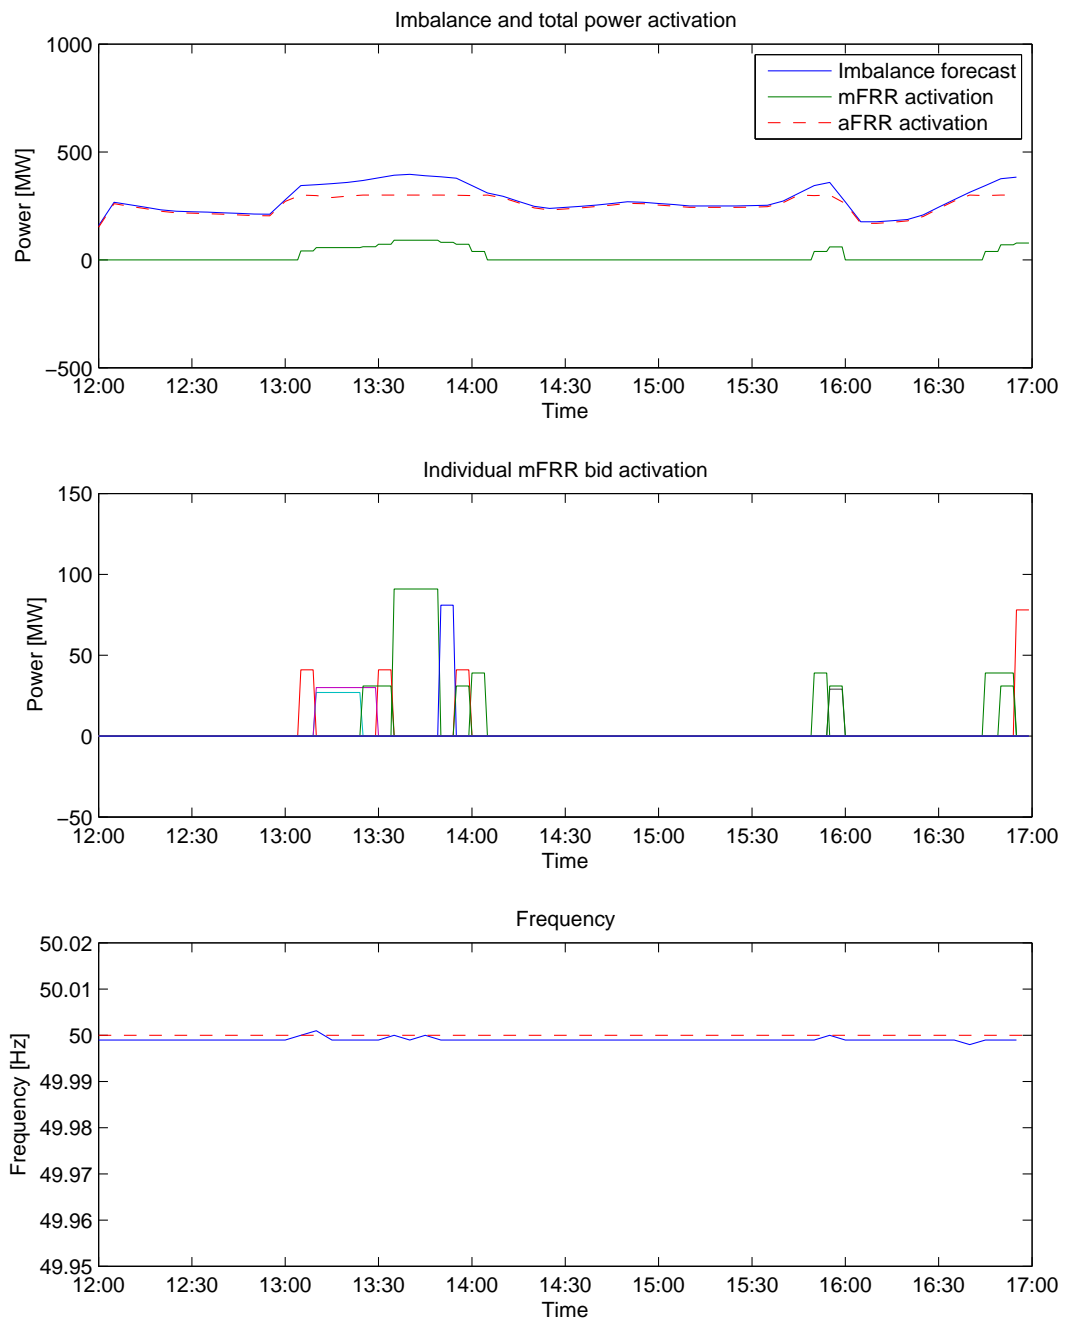 Imbalance and total power activation
1000
500
0
−500
Power [MW]
Imbalance forecast
mFRR activation
aFRR activation
12:00 12:30 13:00 13:30 14:00 14:30 15:00 15:30 16:00 16:30 17:00
Time
Individual mFRR bid activation
150
100
50
0
−50
Power [MW]
12:00 12:30 13:00 13:30 14:00 14:30 15:00 15:30 16:00 16:30 17:00
Time
Frequency
50.02
50.01
50
49.99
49.98
49.97
49.96
49.95
Frequency [Hz]
12:00 12:30 13:00 13:30 14:00 14:30 15:00 15:30 16:00 16:30 17:00
Time